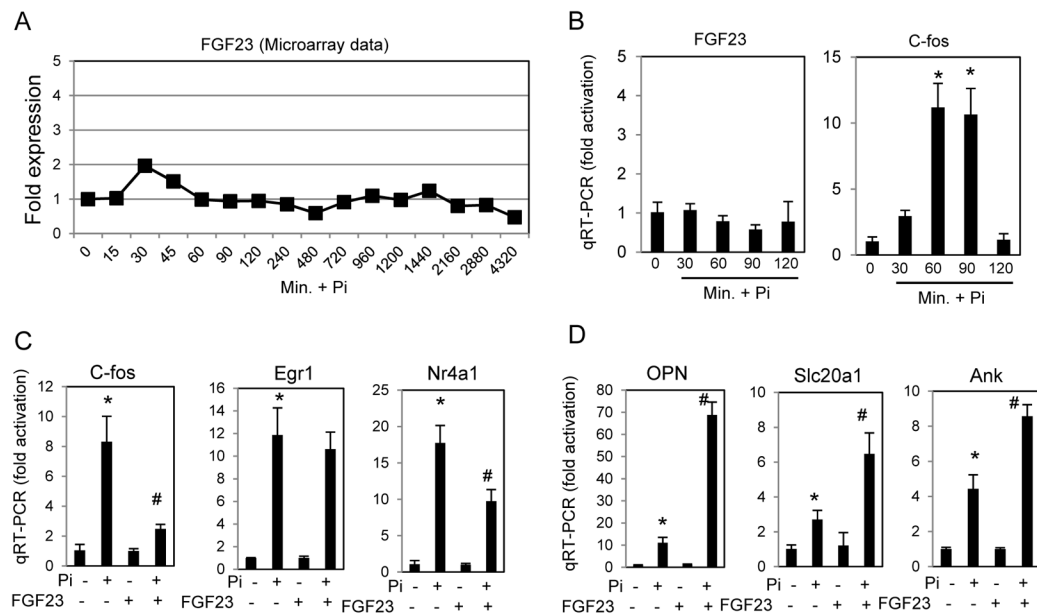 A
FGF23 (Microarray data)
Fold expression
5
4
3
2
1
0
0 15 30 45 60 90 120 240 480 720 960 1200 1440 2160 2880 4320
Min. + Pi
B
qRT-PCR (fold activation)
FGF23
5
4
3
2
1
0
0 30 60 90 120
Min. + Pi
C-fos
15
10
5
0
* *
0 30 60 90 120
Min. + Pi
C
qRT-PCR (fold activation)
C-fos
12
10
8
6
4
2
0
*
#
Pi - + - +
FGF23 - - + +
Egr1
16
14
12
10
8
6
4
2
0
*
Pi - + - +
- - + +
Nr4a1
25
20
15
10
5
0
*
#
Pi - + - +
FGF23 - - + +
D
qRT-PCR (fold activation)
OPN
80
70
60
50
40
30
20
10
0
*
#
Pi - + - +
FGF23 - - + +
Slc20a1
10
8
6
4
2
0
*
#
- + - +
- - + +
Ank
10
8
6
4
2
0
*
#
- + - +
- - + +